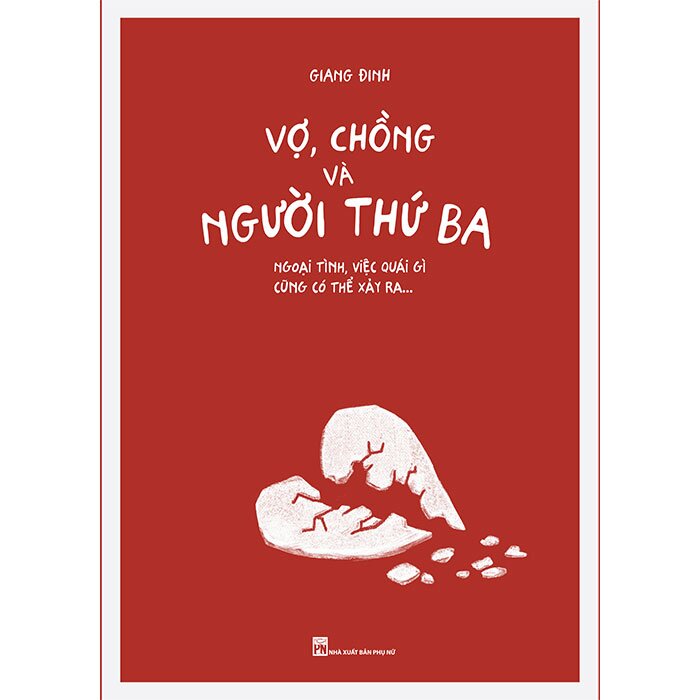 GIANG ĐINH
VỢ, CHỒNG
VÀ
NGƯỜI THỨ BA
NGOẠI TÌNH, VIỆC QUÁI GÌ
CŨNG CÓ THỂ XẢY RA...
PN
NHÀ XUẤT BẢN PHỤ NỮ